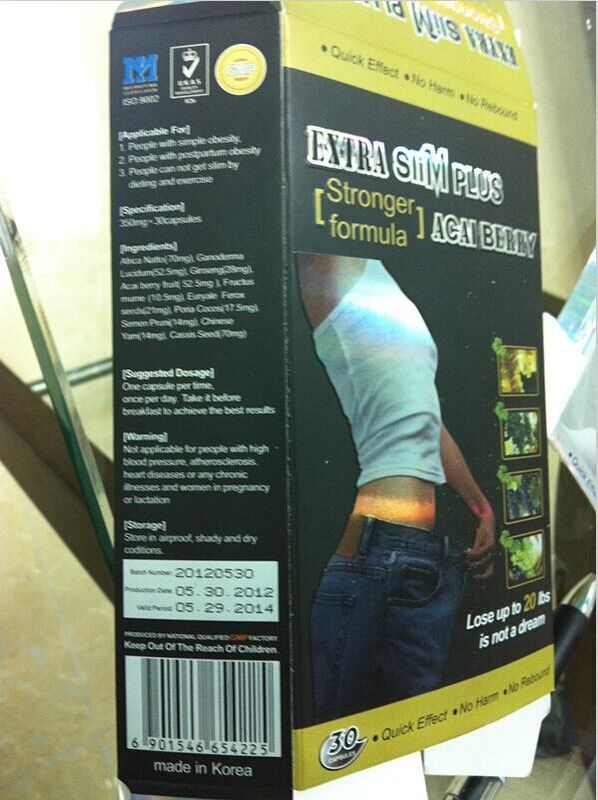 ISO 9002
UKAS
GMP
[Applicable For]
1. People with simple obesity,
2. People with postpartum obesity
3. People can not get slim by
dieting and exercise
[Specification]
350mg × 30capsules
[Ingredients]
Africa Natto(70mg), Ganoderma
Lucidum(52.5mg), Ginseng(28mg),
Acai berry fruit( 52.5mg ), Fructus
mume (10.5mg), Euryale Ferox
seeds(21mg), Poria Cocos(17.5mg),
Semen Pruni(14mg), Chinese
Yam(14mg), Cassis Seed(70mg)
[Suggested Dosage]
One capsule per time,
once per day. Take it before
breakfast to achieve the best results
[Warning]
Not applicable for people with high
blood pressure, atherosclerosis.
heart diseases or any chronic
illnesses and women in pregnancy
or lactation
[Storage]
Store in airproof, shady and dry
coditions.
Batch Number: 20120530
Production Date: 05.30.2012
Valid Period: 05.29.2014
PRODUCED BY NATIONAL QUALIFIED GMP FACTORY
Keep Out Of The Reach Of Children.
6 901546 654225
made in Korea
EXTRA SliM PLUS
• Quick Effect • No Harm • No Rebound
EXTRA SliM PLUS
[Stronger formula] ACAI BERRY
Lose up to 20 lbs
is not a dream
30
CAPSULES
• Quick Effect • No Harm • No Rebound